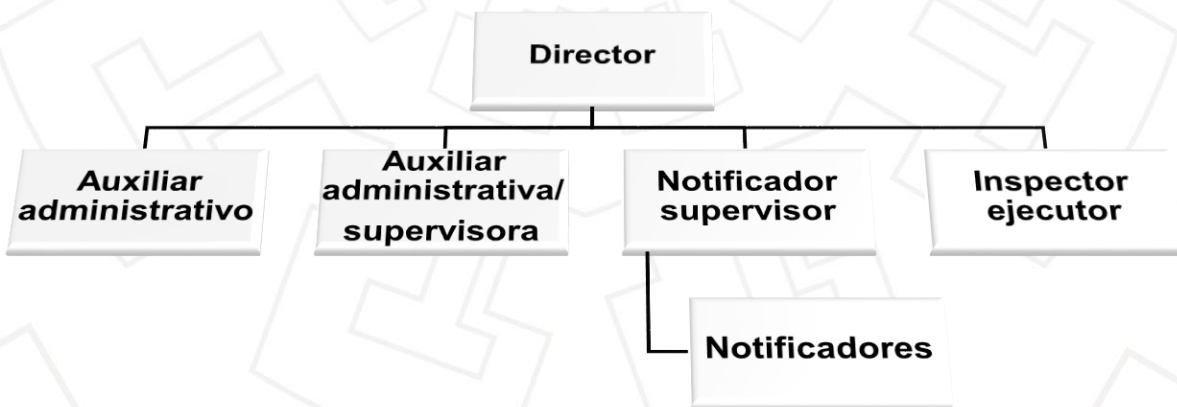 Director
Auxiliar
administrativo
Auxiliar
administrativa/
supervisora
Notificador
supervisor
Inspector
ejecutor
Notificadores